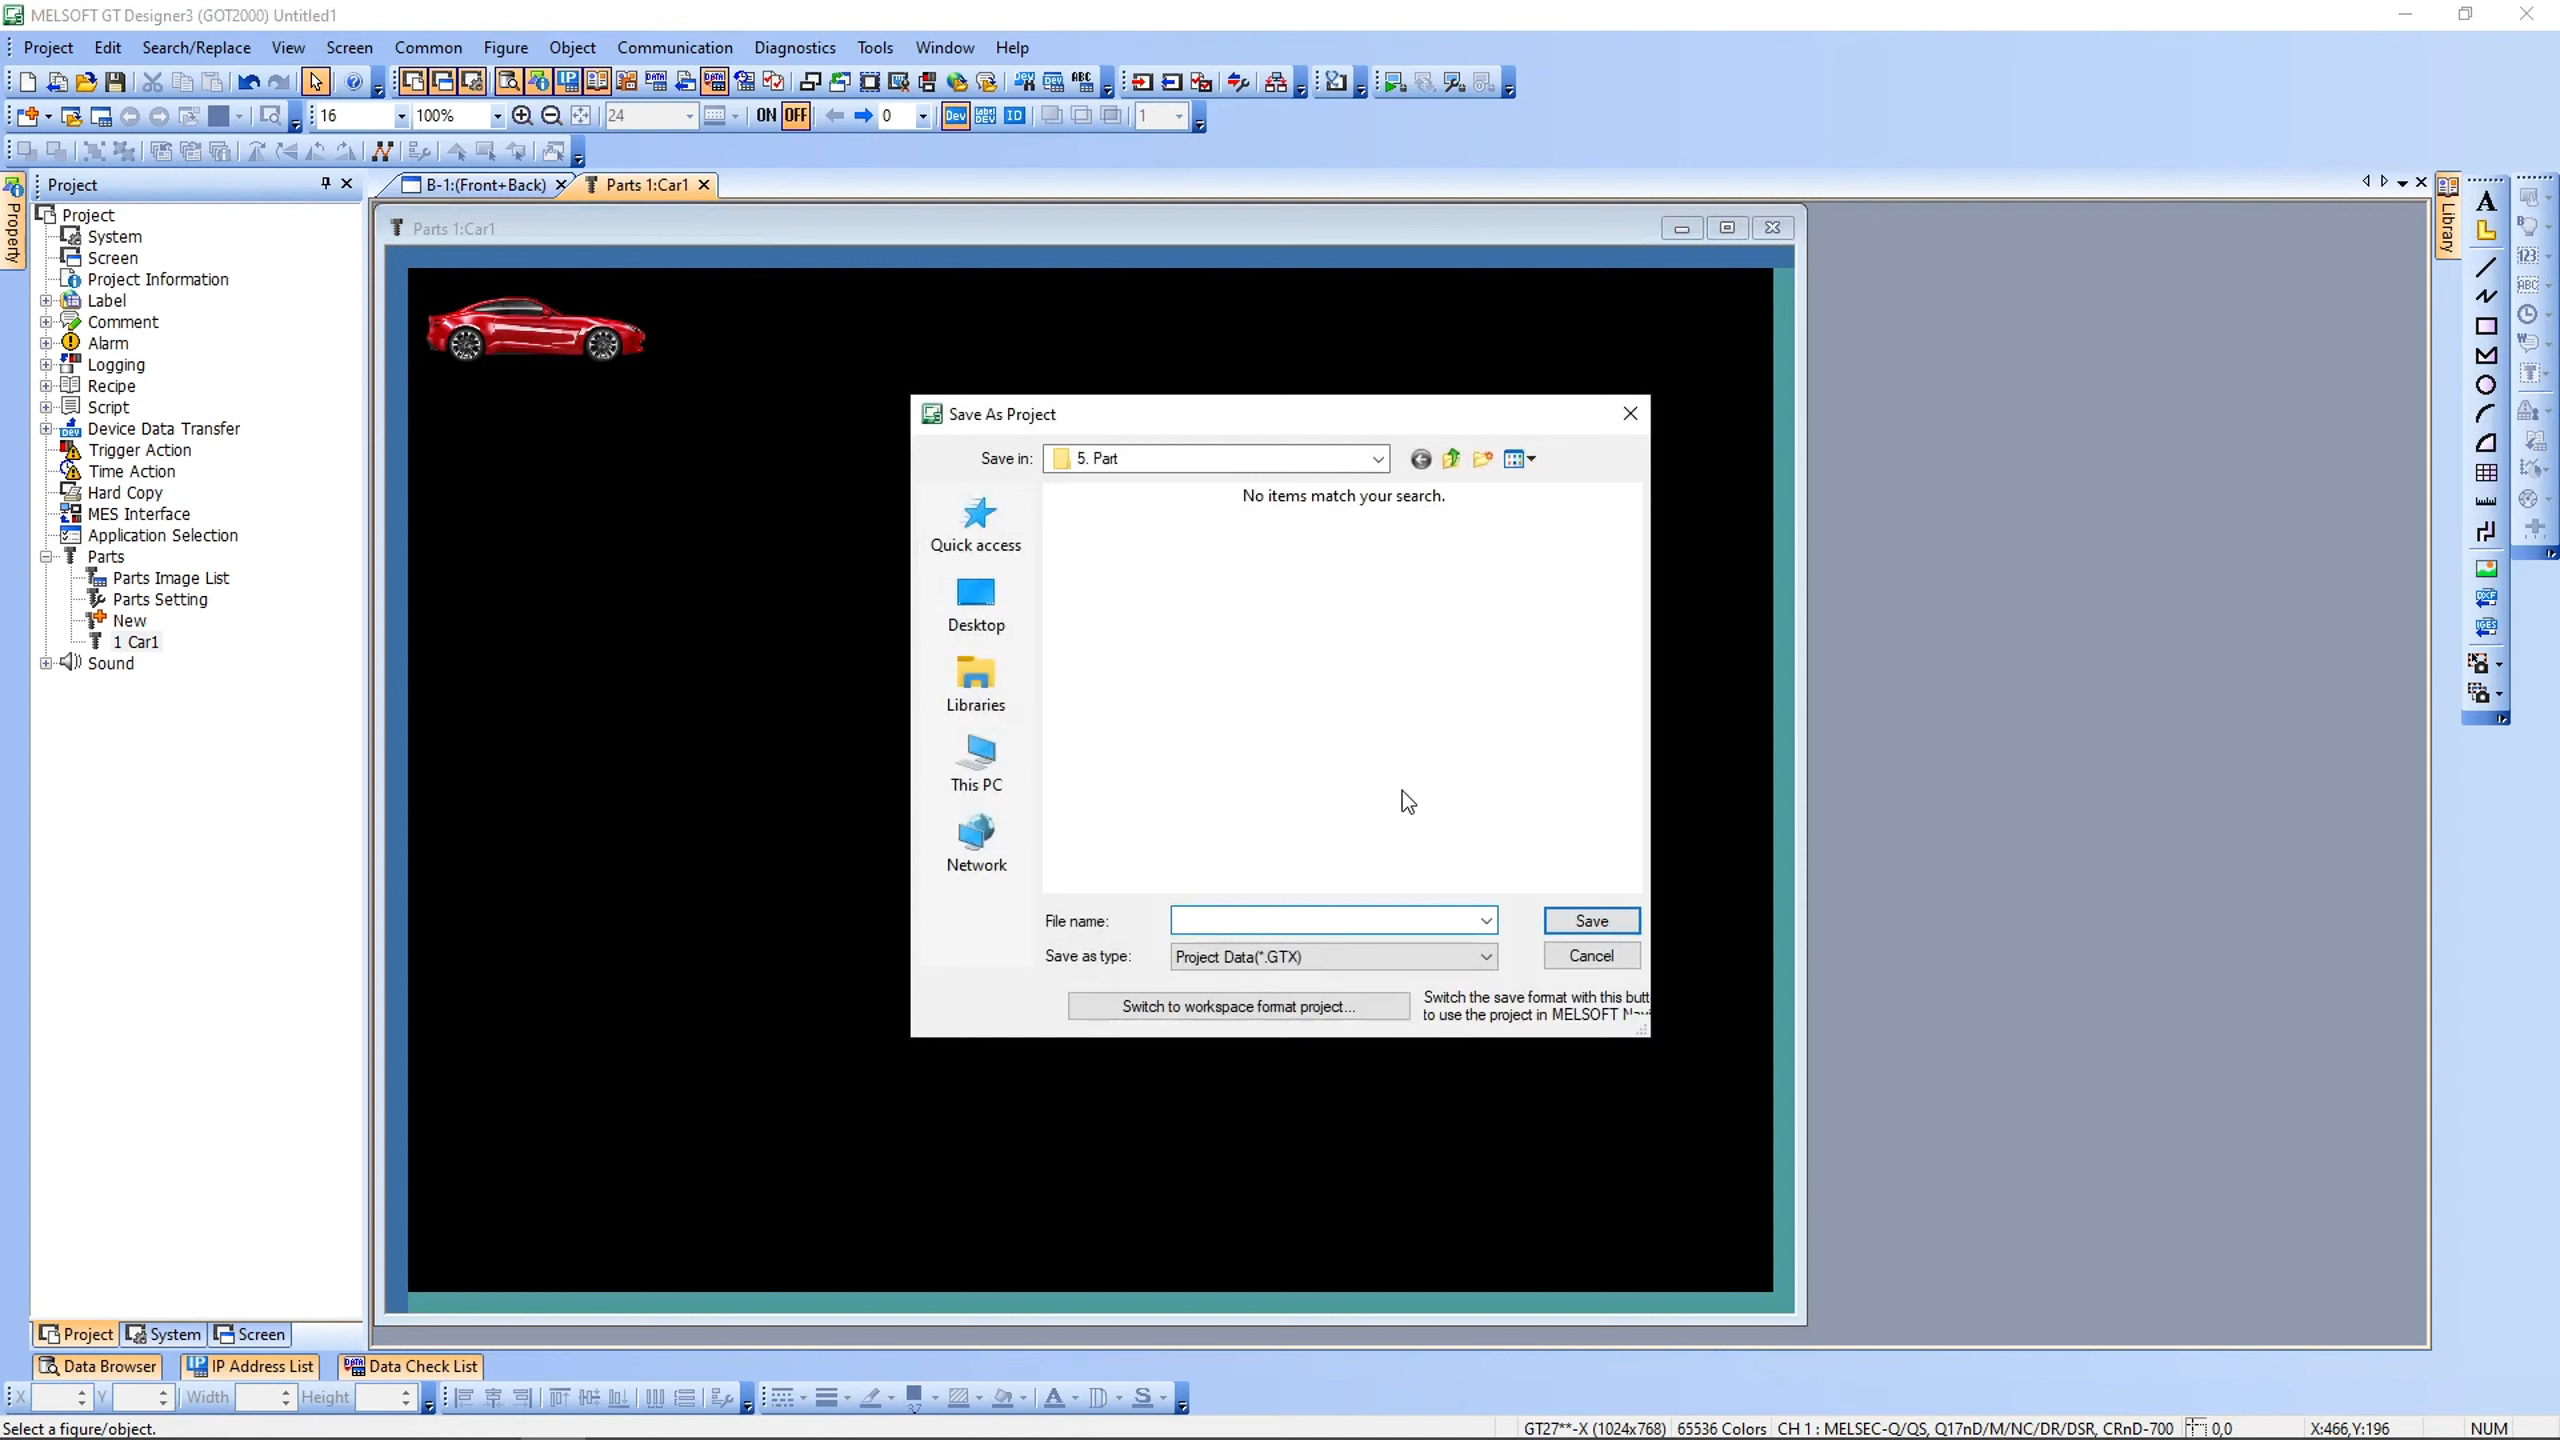 MELSOFT GT Designer3 (GOT2000) Untitled1
Project Edit Search/Replace View Screen Common Figure Object Communication Diagnostics Tools Window Help
16 100% 24 ON OFF 0 Dev ID 1
Project
B-1:(Front+Back)
Parts 1:Car1
Property
Library
Parts 1:Car1
Project
System
Screen
Project Information
Label
Comment
Alarm
Logging
Recipe
Script
Device Data Transfer
Trigger Action
Time Action
Hard Copy
MES Interface
Application Selection
Parts
Parts Image List
Parts Setting
New
1 Car1
Sound
Save As Project
Save in: 5. Part
No items match your search.
Quick access
Desktop
Libraries
This PC
Network
File name:
Save
Save as type: Project Data(*.GTX)
Cancel
Switch to workspace format project...
Switch the save format with this butt
to use the project in MELSOFT
Project System Screen
Data Browser IP Address List Data Check List
X Y Width Height
Select a figure/object.
GT27**-X (1024x768) 65536 Colors CH 1 : MELSEC-Q/QS, Q17nD/M/NC/DR/DSR, CRnD-700 0,0 X:466,Y:196 NUM